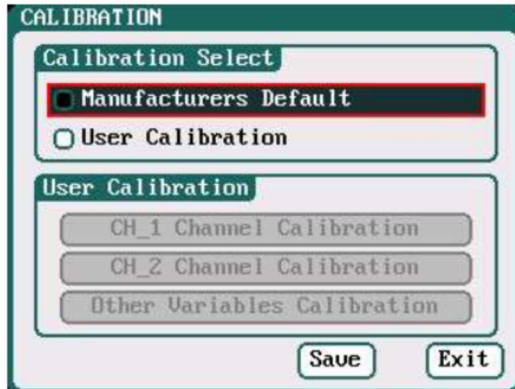 CALIBRATION
Calibration Select
Manufacturers Default
User Calibration
User Calibration
CH_1 Channel Calibration
CH_2 Channel Calibration
Other Variables Calibration
Save Exit